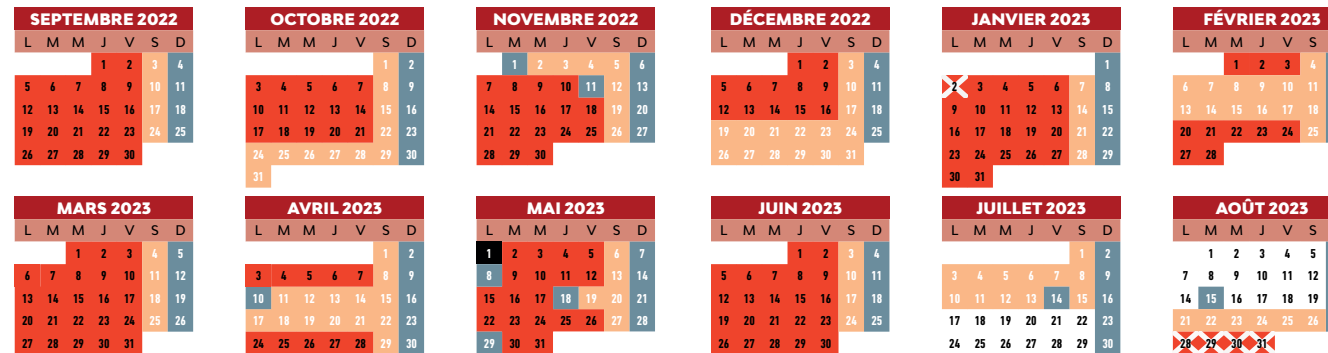 SEPTEMBRE 2022
L M M J V S D
1 2 3 4
5 6 7 8 9 10 11
12 13 14 15 16 17 18
19 20 21 22 23 24 25
26 27 28 29 30
OCTOBRE 2022
L M M J V S D
1 2
3 4 5 6 7 8 9
10 11 12 13 14 15 16
17 18 19 20 21 22 23
24 25 26 27 28 29 30
31
NOVEMBRE 2022
L M M J V S D
1 2 3 4 5 6
7 8 9 10 11 12 13
14 15 16 17 18 19 20
21 22 23 24 25 26 27
28 29 30
DÉCEMBRE 2022
L M M J V S D
1 2 3 4
5 6 7 8 9 10 11
12 13 14 15 16 17 18
19 20 21 22 23 24 25
26 27 28 29 30 31
JANVIER 2023
L M M J V S D
1
2 3 4 5 6 7 8
9 10 11 12 13 14 15
16 17 18 19 20 21 22
23 24 25 26 27 28 29
30 31
FÉVRIER 2023
L M M J V S
1 2 3 4
6 7 8 9 10 11
13 14 15 16 17 18
20 21 22 23 24 25
27 28
MARS 2023
L M M J V S D
1 2 3 4 5
6 7 8 9 10 11 12
13 14 15 16 17 18 19
20 21 22 23 24 25 26
27 28 29 30 31
AVRIL 2023
L M M J V S D
1 2
3 4 5 6 7 8 9
10 11 12 13 14 15 16
17 18 19 20 21 22 23
24 25 26 27 28 29 30
MAI 2023
L M M J V S D
1 2 3 4 5 6 7
8 9 10 11 12 13 14
15 16 17 18 19 20 21
22 23 24 25 26 27 28
29 30 31
JUIN 2023
L M M J V S D
1 2 3 4
5 6 7 8 9 10 11
12 13 14 15 16 17 18
19 20 21 22 23 24 25
26 27 28 29 30
JUILLET 2023
L M M J V S D
1 2
3 4 5 6 7 8 9
10 11 12 13 14 15 16
17 18 19 20 21 22 23
24 25 26 27 28 29 30
AOÛT 2023
L M M J V S
1 2 3 4 5
7 8 9 10 11 12
14 15 16 17 18 19
21 22 23 24 25 26
28 29 30 31